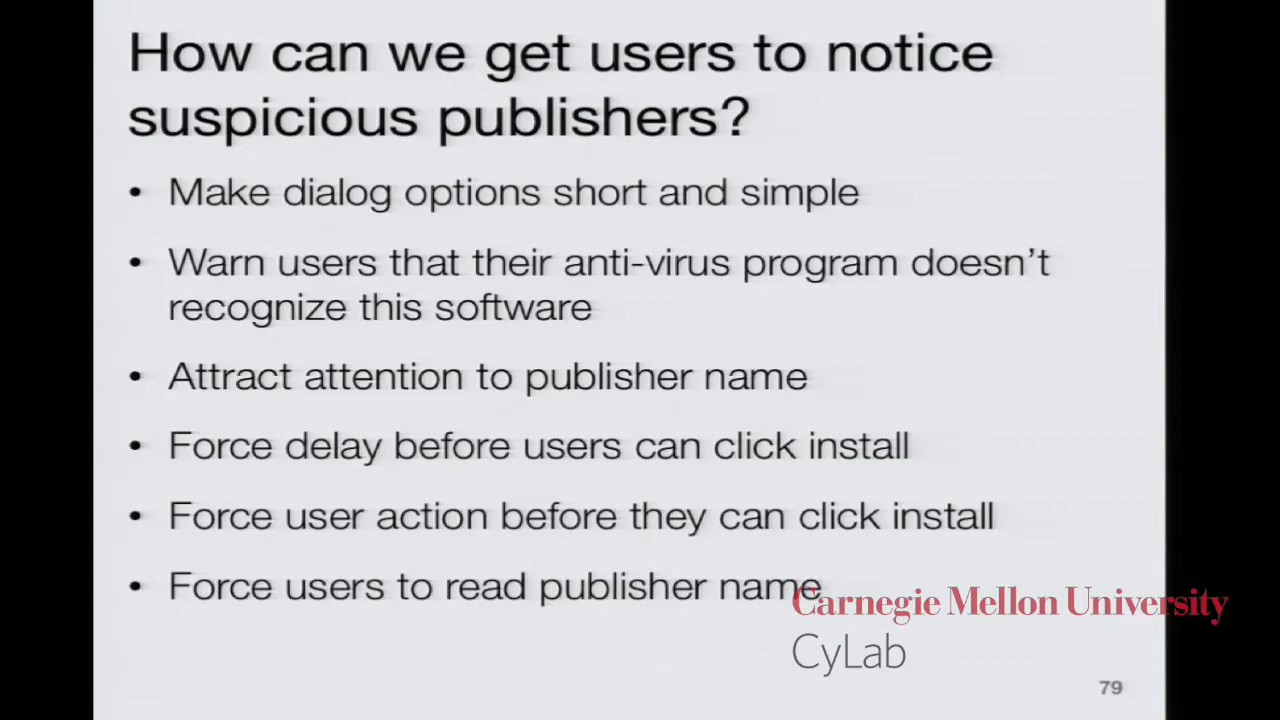 How can we get users to notice
suspicious publishers?
• Make dialog options short and simple
• Warn users that their anti-virus program doesn't
recognize this software
• Attract attention to publisher name
• Force delay before users can click install
• Force user action before they can click install
• Force users to read publisher name
Carnegie Mellon University
CyLab
79